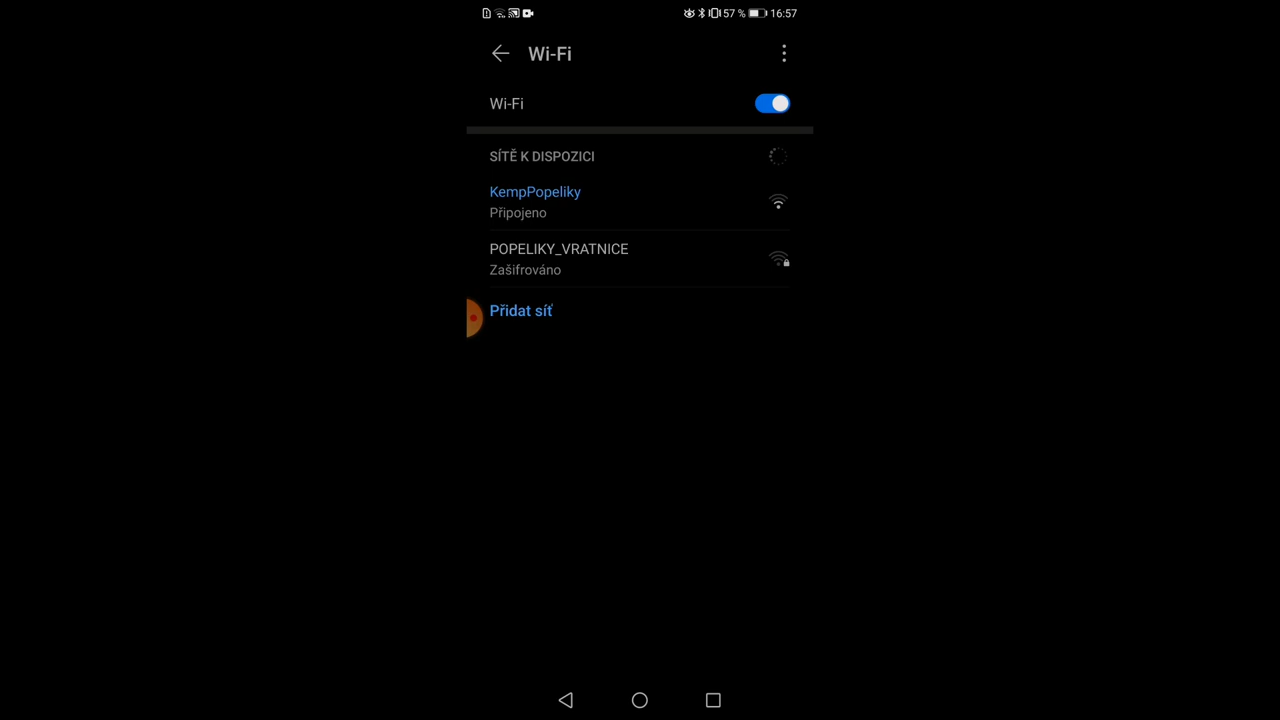 57 % 16:57
Wi-Fi
Wi-Fi
SÍTĚ K DISPOZICI
KempPopeliky
Připojeno
POPELIKY_VRATNICE
Zašifrováno
Přidat síť